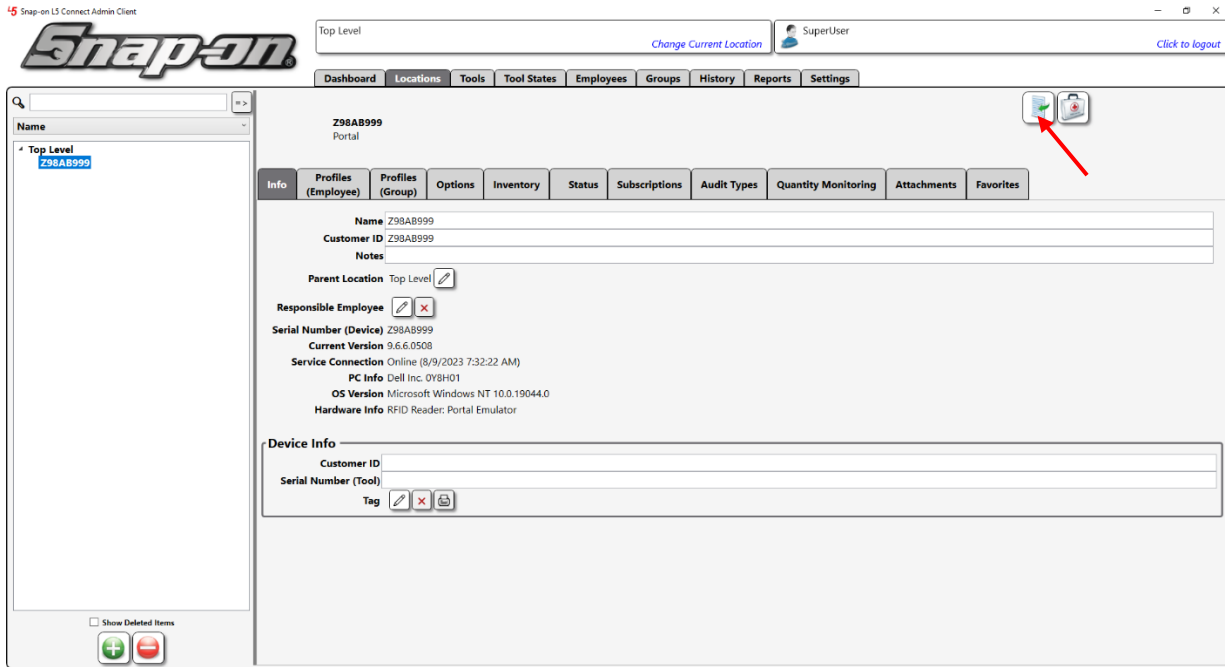 L5 Snap-on L5 Connect Admin Client
Snap-on®
Top Level
Change Current Location
SuperUser
Click to logout
Dashboard Locations Tools Tool States Employees Groups History Reports Settings
=>
Name
Top Level
Z98AB999
Z98AB999
Portal
Info Profiles (Employee) Profiles (Group) Options Inventory Status Subscriptions Audit Types Quantity Monitoring Attachments Favorites
Name Z98AB999
Customer ID Z98AB999
Notes
Parent Location Top Level
Responsible Employee
Serial Number (Device) Z98AB999
Current Version 9.6.6.0508
Service Connection Online (8/9/2023 7:32:22 AM)
PC Info Dell Inc. 0Y8H01
OS Version Microsoft Windows NT 10.0.19044.0
Hardware Info RFID Reader: Portal Emulator
Device Info
Customer ID
Serial Number (Tool)
Tag
Show Deleted Items